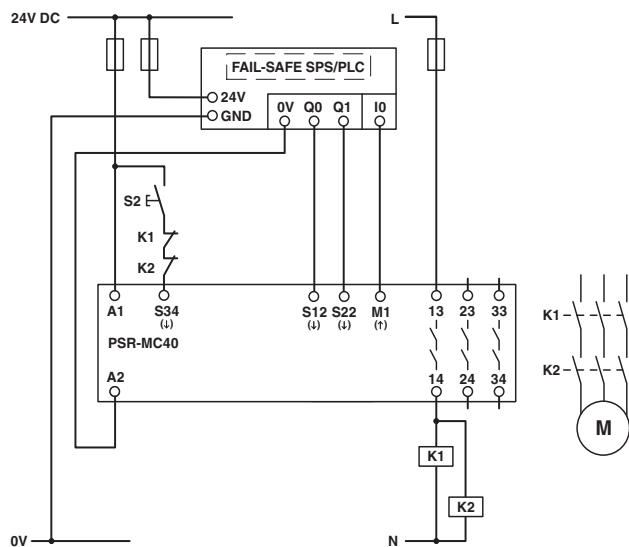 24V DC
L
FAIL-SAFE SPS/PLC
24V
GND
0V Q0 Q1 I0
S2
K1
K2
A1 S34 S12 S22 M1 13 23 33
(↓) (↓) (↓) (↑)
PSR-MC40
A2 14 24 34
K1
K2
M
K1
K2
0V
N